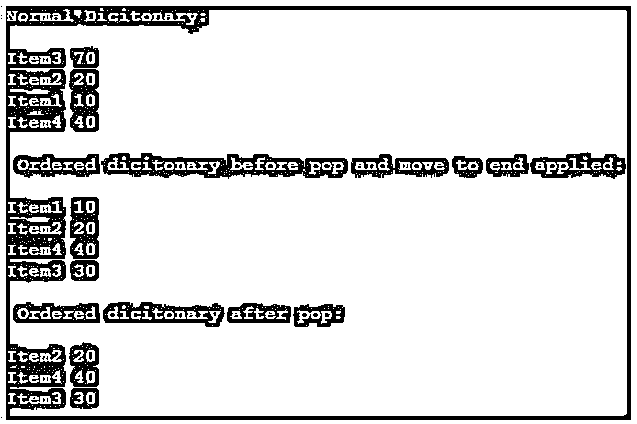 Normal Dicitonary:
Item3 70
Item2 20
Item1 10
Item4 40
Ordered dicitonary before pop and move to end applied:
Item1 10
Item2 20
Item4 40
Item3 30
Ordered dicitonary after pop:
Item2 20
Item4 40
Item3 30